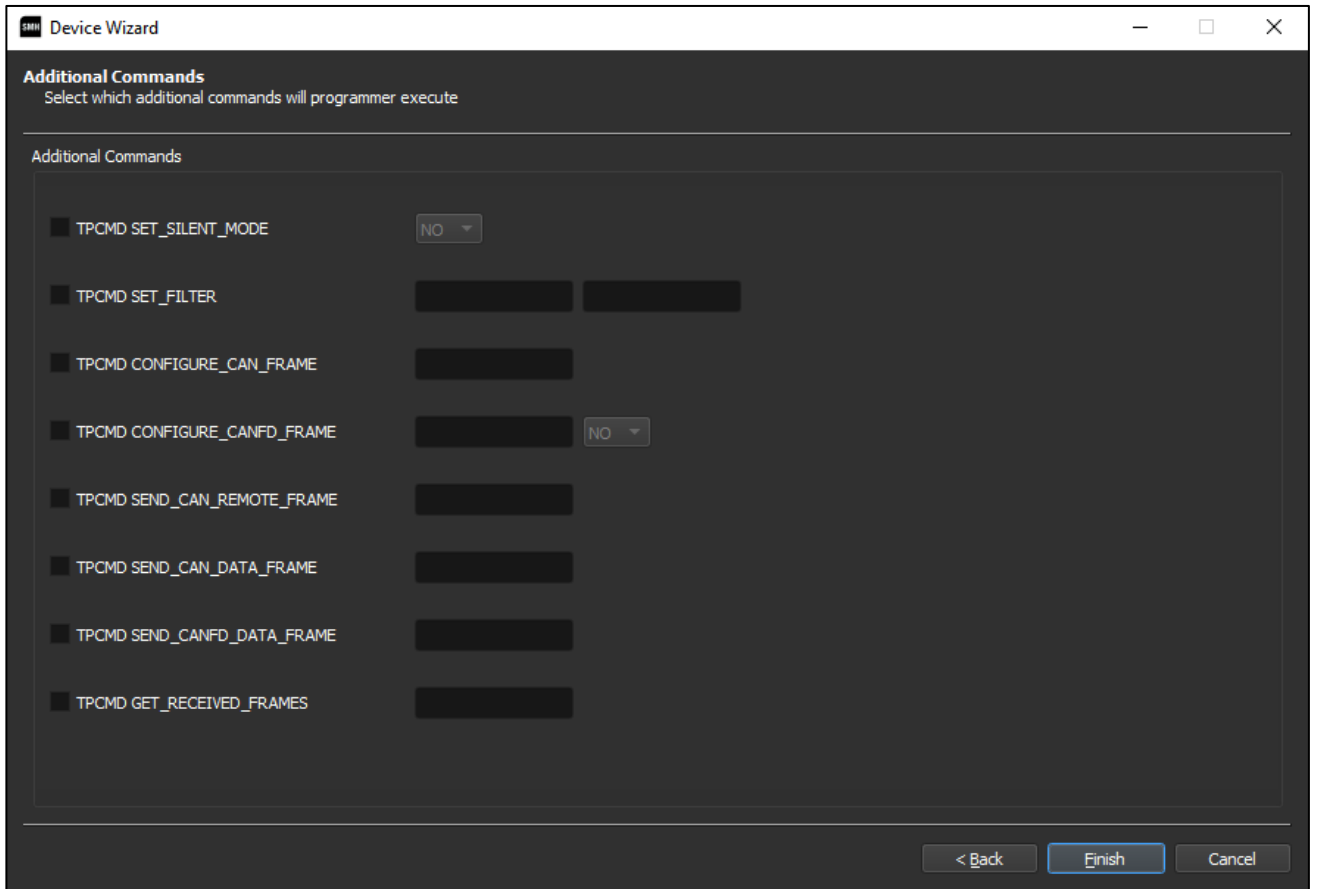 SMH Device Wizard
Additional Commands
Select which additional commands will programmer execute
Additional Commands
TPCMD SET_SILENT_MODE NO
TPCMD SET_FILTER
TPCMD CONFIGURE_CAN_FRAME
TPCMD CONFIGURE_CANFD_FRAME NO
TPCMD SEND_CAN_REMOTE_FRAME
TPCMD SEND_CAN_DATA_FRAME
TPCMD SEND_CANFD_DATA_FRAME
TPCMD GET_RECEIVED_FRAMES
< Back Finish Cancel